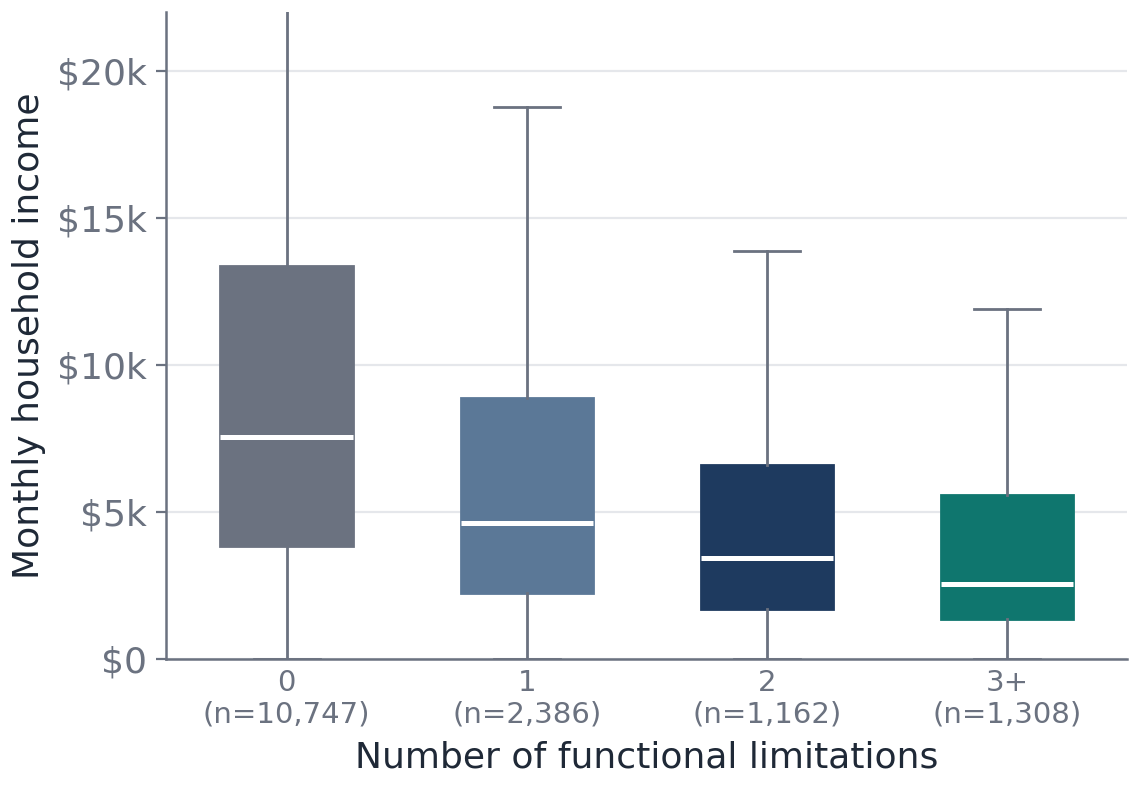 Monthly household income
$20k
$15k
$10k
$5k
$0
0
(n=10,747)
1
(n=2,386)
2
(n=1,162)
3+
(n=1,308)
Number of functional limitations